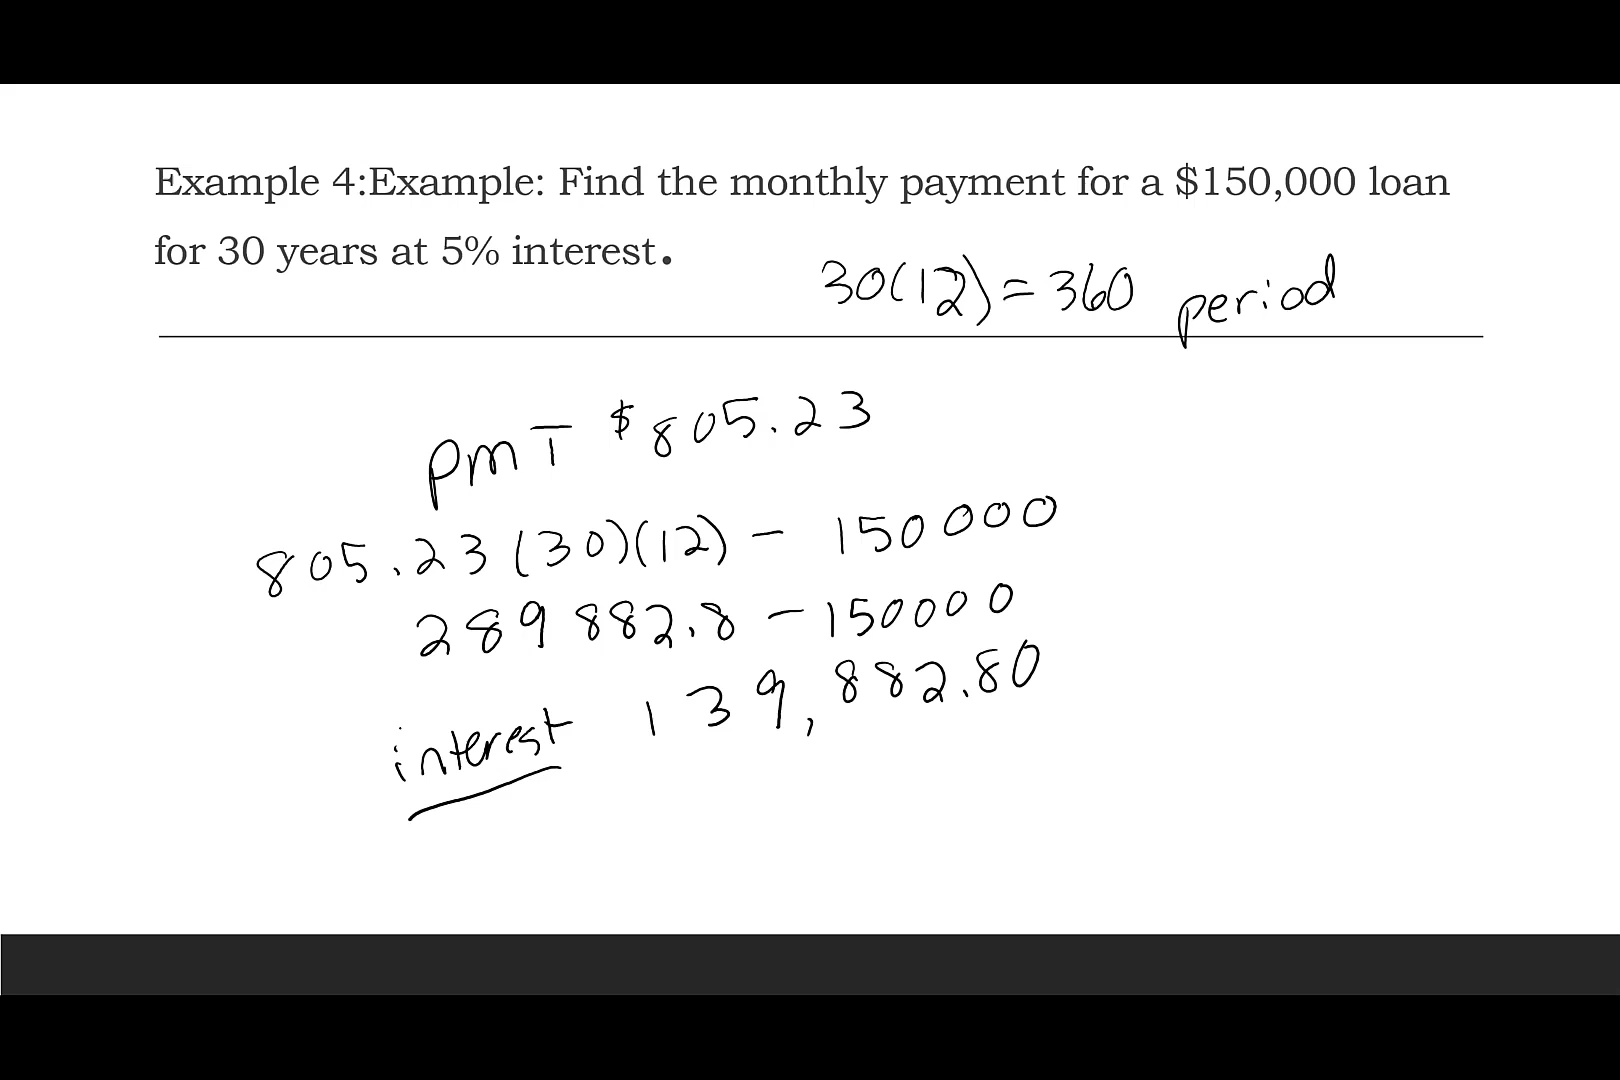 Example 4:Example: Find the monthly payment for a $150,000 loan
for 30 years at 5% interest.
30(12) = 360 period
PMT $805.23
805.23(30)(12) - 150000
289882.8 - 150000
interest 139,882.80